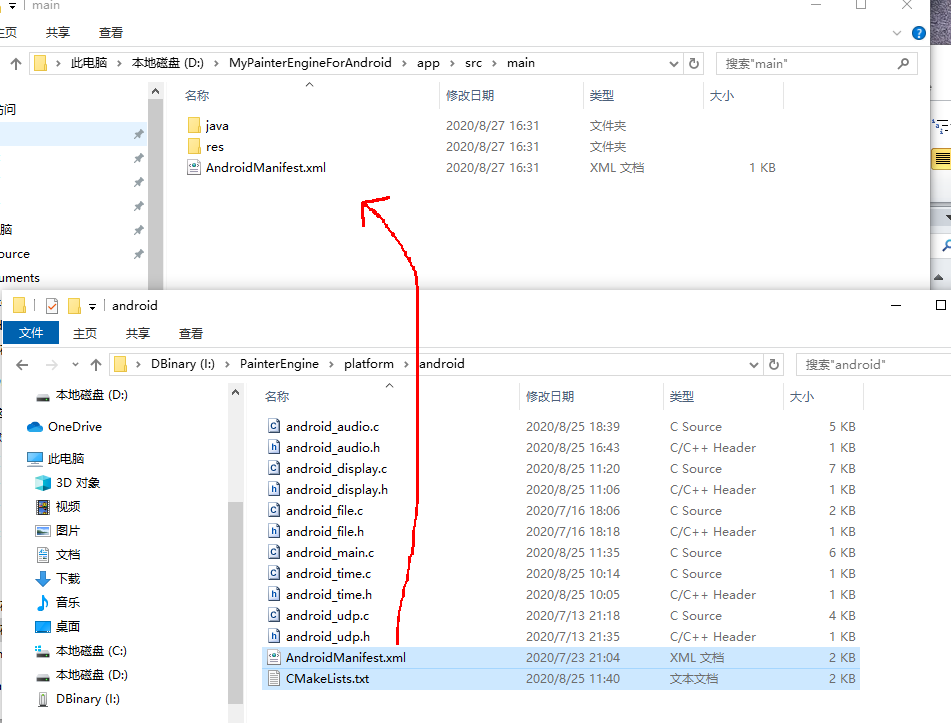 main
主页 共享 查看
此电脑 › 本地磁盘 (D:) › MyPainterEngineForAndroid › app › src › main 搜索"main"
名称 修改日期 类型 大小
java 2020/8/27 16:31 文件夹
res 2020/8/27 16:31 文件夹
AndroidManifest.xml 2020/8/27 16:31 XML 文档 1 KB
访问
脑
ource
uments
android
文件 主页 共享 查看
DBinary (I:) › PainterEngine › platform › android 搜索"android"
名称 修改日期 类型 大小
本地磁盘 (D:)
OneDrive
此电脑
3D 对象
视频
图片
文档
下载
音乐
桌面
本地磁盘 (C:)
本地磁盘 (D:)
DBinary (I:)
android_audio.c 2020/8/25 18:39 C Source 5 KB
android_audio.h 2020/8/25 16:43 C/C++ Header 1 KB
android_display.c 2020/8/25 11:20 C Source 7 KB
android_display.h 2020/8/25 11:06 C/C++ Header 1 KB
android_file.c 2020/7/16 18:06 C Source 2 KB
android_file.h 2020/7/16 18:18 C/C++ Header 1 KB
android_main.c 2020/8/25 11:35 C Source 6 KB
android_time.c 2020/8/25 10:14 C Source 1 KB
android_time.h 2020/8/25 10:05 C/C++ Header 1 KB
android_udp.c 2020/7/13 21:18 C Source 4 KB
android_udp.h 2020/7/13 21:35 C/C++ Header 1 KB
AndroidManifest.xml 2020/7/23 21:04 XML 文档 2 KB
CMakeLists.txt 2020/8/25 11:40 文本文档 2 KB